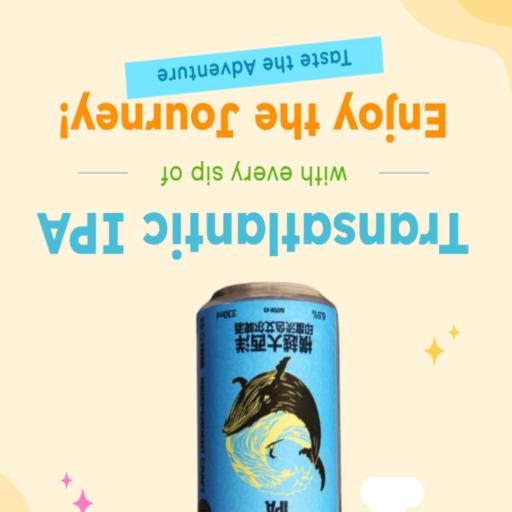 IPA
横越大西洋
印度淡色艾尔啤酒
6.5% 330ml
Transatlantic IPA
with every sip of
Enjoy the Journey!
Taste the Adventure